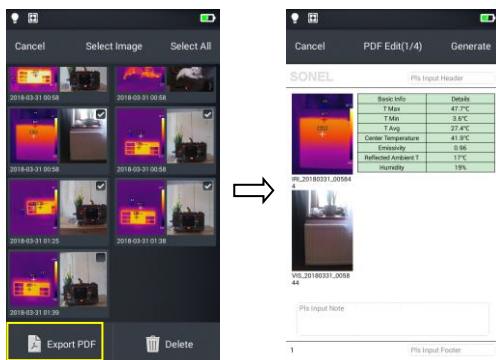 Cancel Select Image Select All
2018-03-31 00:58 2018-03-31 00:58
2018-03-31 00:58 2018-03-31 00:58
2018-03-31 01:25 2018-03-31 01:38
2018-03-31 01:39
Export PDF Delete
Cancel PDF Edit(1/4) Generate
SONEL Pls Input Header
Basic Info Details
T Max 47.7°C
T Min 3.6°C
T Avg 27.4°C
Center Temperature 41.9°C
Emissivity 0.96
Reflected Ambient T 17°C
Humidity 19%
IRI_20180331_00584
4
VIS_20180331_0058
44
Pls Input Note
1 Pls Input Footer